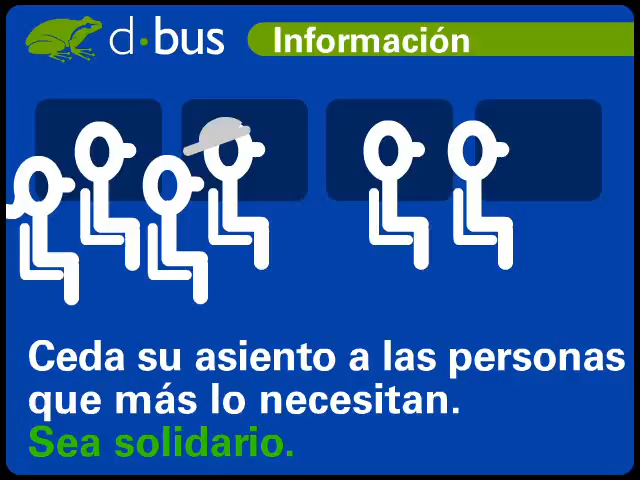 d·bus
Información
Ceda su asiento a las personas
que más lo necesitan.
Sea solidario.